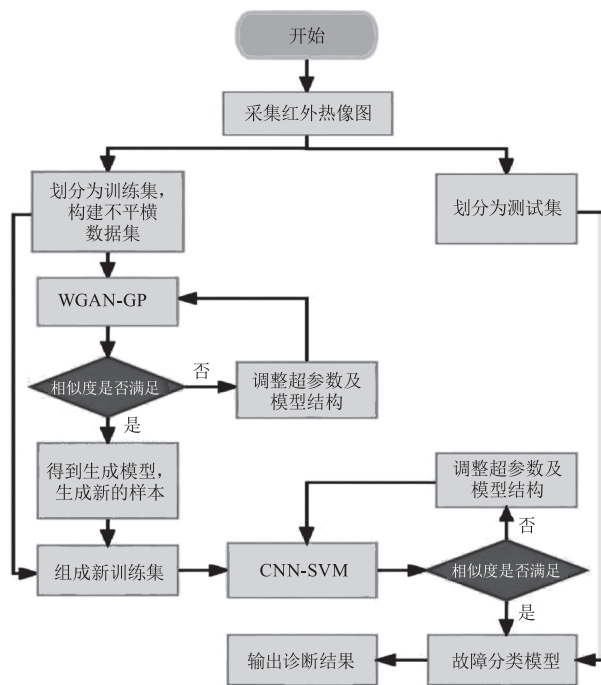 开始
采集红外热像图
划分为训练集，
构建不平横
数据集
划分为测试集
WGAN-GP
相似度是否满足
否
调整超参数及
模型结构
是
得到生成模型，
生成新的样本
调整超参数及
模型结构
否
组成新训练集
CNN-SVM
相似度是否满足
是
输出诊断结果
故障分类模型